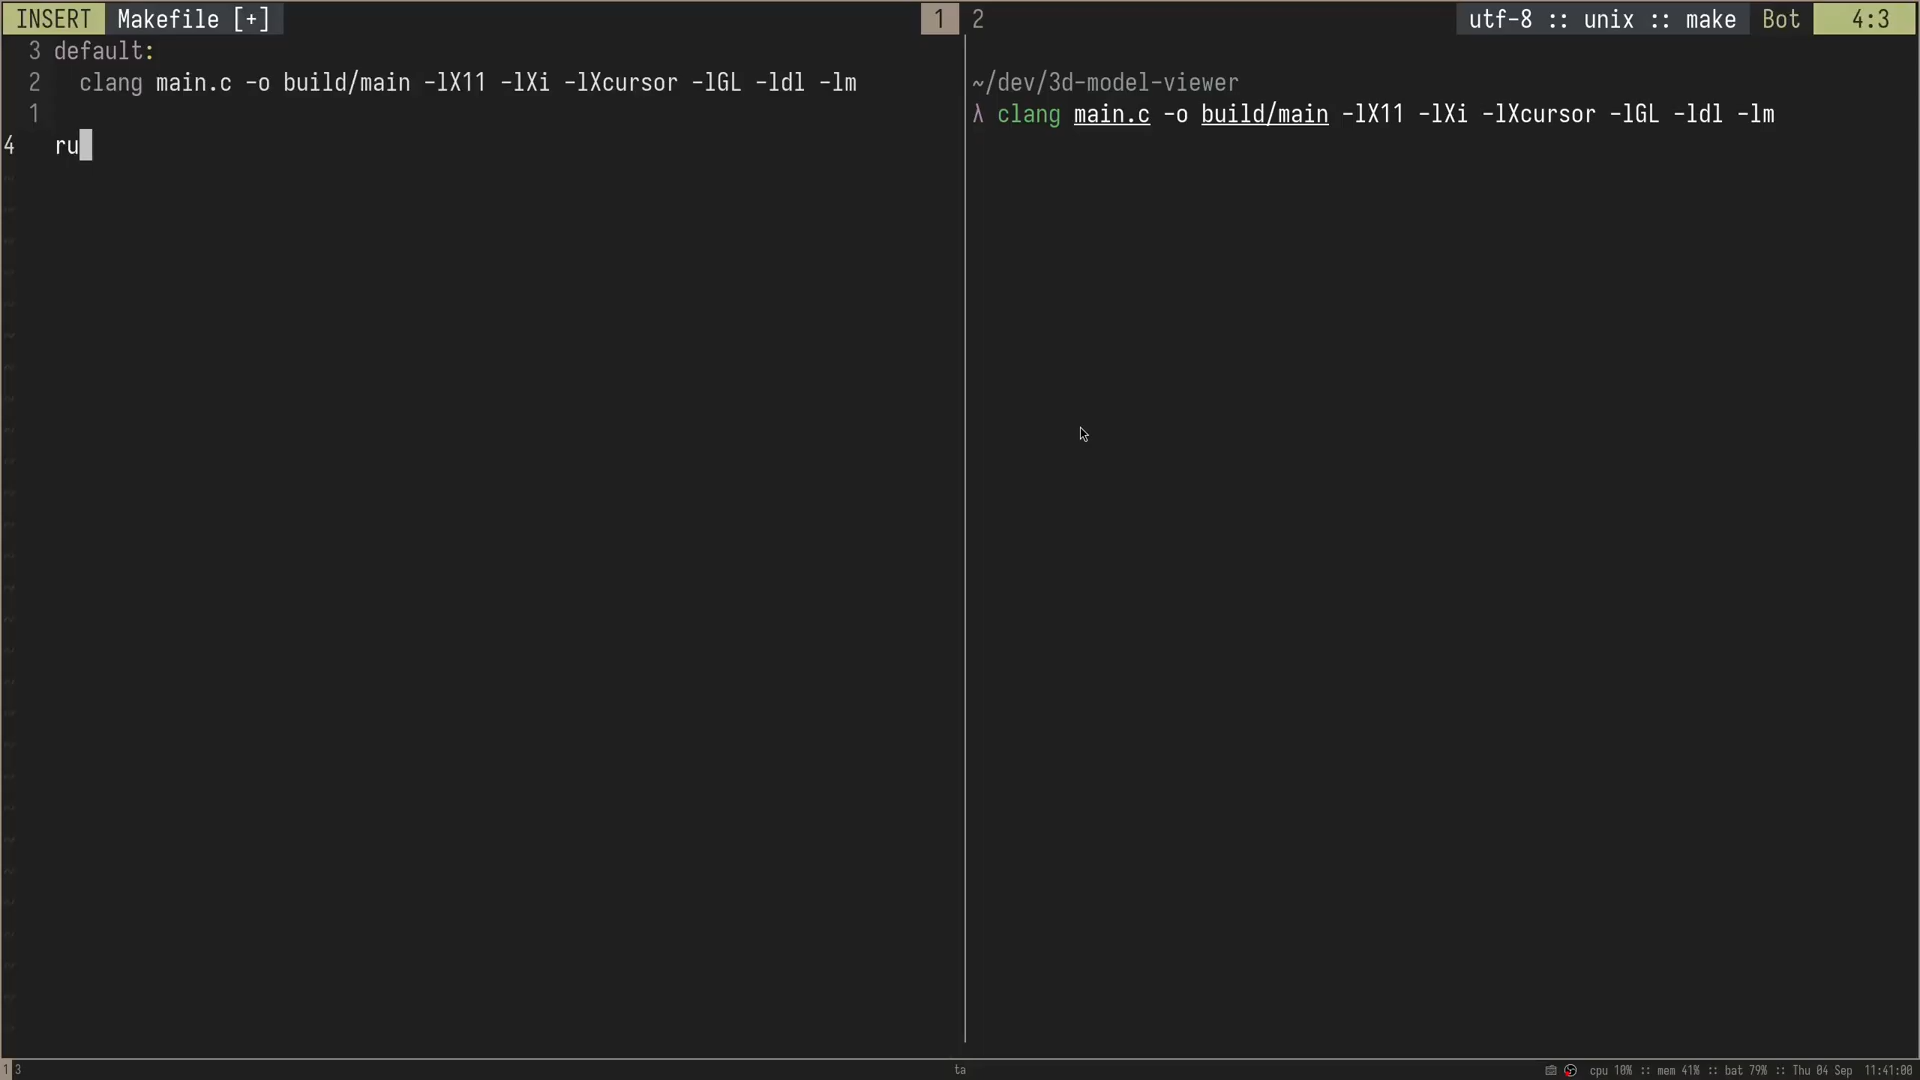 INSERT Makefile [+] 1 2 utf-8 :: unix :: make Bot 4:3
3 default:
2 clang main.c -o build/main -lX11 -lXi -lXcursor -lGL -ldl -lm
1
4 ru
~/dev/3d-model-viewer
λ clang main.c -o build/main -lX11 -lXi -lXcursor -lGL -ldl -lm
1 3 ta cpu 10% :: mem 41% :: bat 79% :: Thu 04 Sep 11:41:00